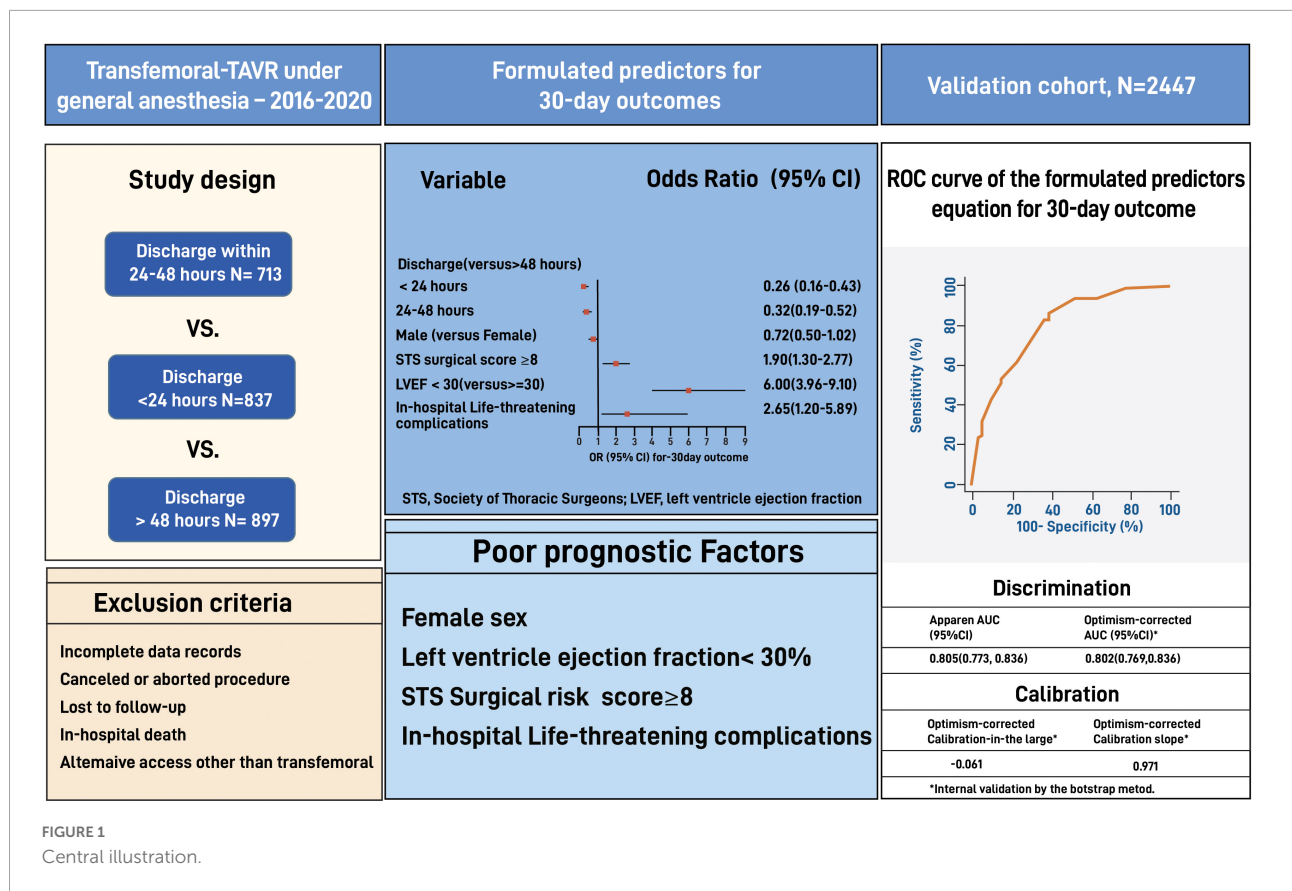 Transfemoral-TAVR under
general anesthesia – 2016-2020
Formulated predictors for
30-day outcomes
Validation cohort, N=2447
Study design
Discharge within
24-48 hours N= 713
VS.
Discharge
<24 hours N=837
VS.
Discharge
> 48 hours N= 897
Exclusion criteria
Incomplete data records
Canceled or aborted procedure
Lost to follow-up
In-hospital death
Altemaive access other than transfemoral
Variable Odds Ratio (95% CI)
Discharge(versus>48 hours)
< 24 hours 0.26 (0.16-0.43)
24-48 hours 0.32(0.19-0.52)
Male (versus Female) 0.72(0.50-1.02)
STS surgical score ≥8 1.90(1.30-2.77)
LVEF < 30(versus>=30) 6.00(3.96-9.10)
In-hospital Life-threatening 2.65(1.20-5.89)
complications
0 1 2 3 4 5 6 7 8 9
OR (95% CI) for-30day outcome
STS, Society of Thoracic Surgeons; LVEF, left ventricle ejection fraction
Poor prognostic Factors
Female sex
Left ventricle ejection fraction< 30%
STS Surgical risk score≥8
In-hospital Life-threatening complications
ROC curve of the formulated predictors
equation for 30-day outcome
Sensitivity (%)
100
80
60
40
20
0
0 20 40 60 80 100
100- Specificity (%)
Discrimination
Apparen AUC Optimism-corrected
(95%CI) AUC (95%CI)*
0.805(0.773, 0.836) 0.802(0.769,0.836)
Calibration
Optimism-corrected Optimism-corrected
Calibration-in-the large* Calibration slope*
-0.061 0.971
*Internal validation by the botstrap metod.
FIGURE 1
Central illustration.